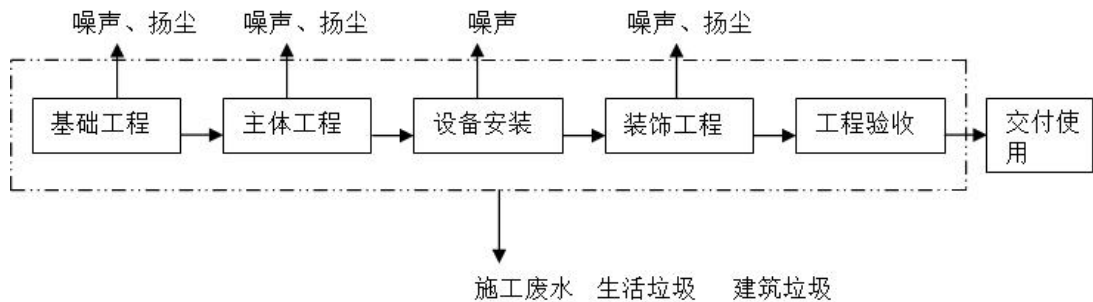 噪声、扬尘 噪声、扬尘 噪声 噪声、扬尘
基础工程 主体工程 设备安装 装饰工程 工程验收 交付使
用
施工废水 生活垃圾 建筑垃圾